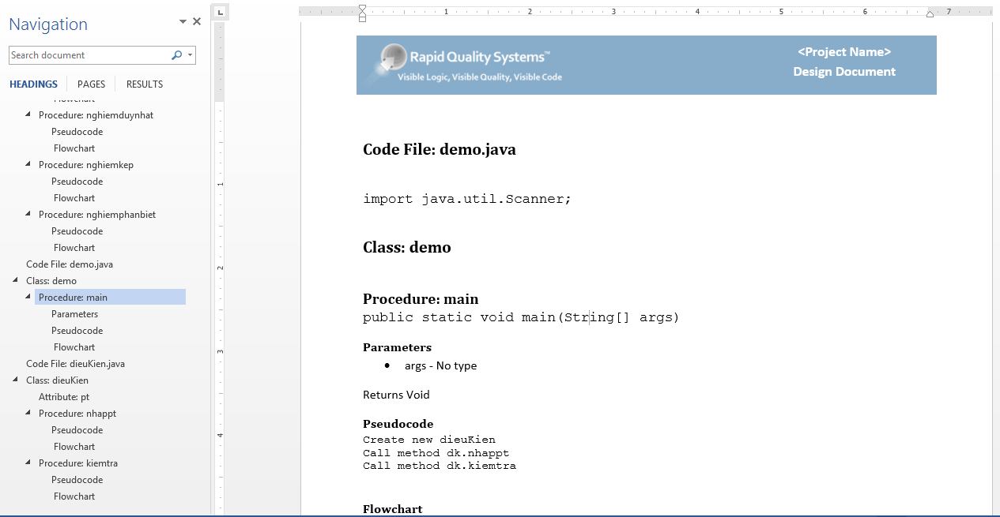 Navigation
Search document
HEADINGS PAGES RESULTS
Flowchart
Procedure: nghiemduynhat
Pseudocode
Flowchart
Procedure: nghiemkep
Pseudocode
Flowchart
Procedure: nghiemphanbiet
Pseudocode
Flowchart
Code File: demo.java
Class: demo
Procedure: main
Parameters
Pseudocode
Flowchart
Code File: dieuKien.java
Class: dieuKien
Attribute: pt
Procedure: nhappt
Pseudocode
Flowchart
Procedure: kiemtra
Pseudocode
Flowchart
1 2 3 4 5 6 7
1
2
3
4
Rapid Quality Systems™
Visible Logic, Visible Quality, Visible Code
<Project Name>
Design Document
Code File: demo.java
import java.util.Scanner;
Class: demo
Procedure: main
public static void main(String[] args)
Parameters
• args - No type
Returns Void
Pseudocode
Create new dieuKien
Call method dk.nhappt
Call method dk.kiemtra
Flowchart